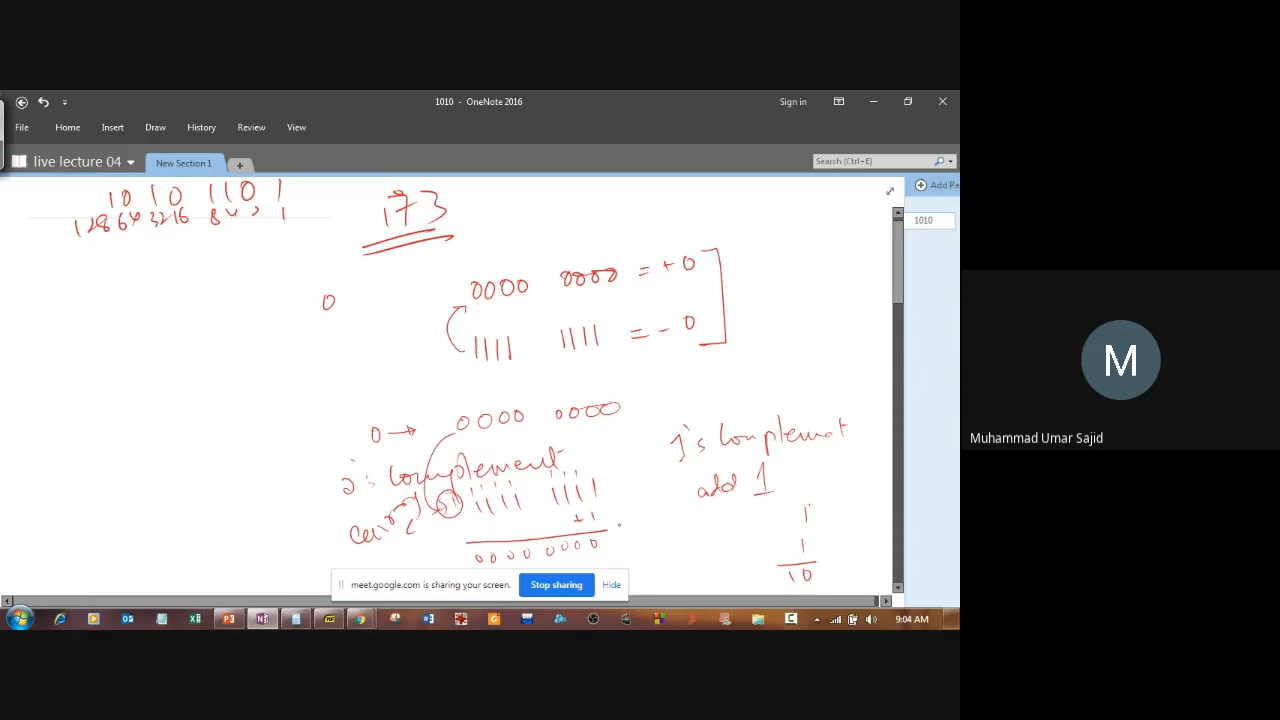 1010 - OneNote 2016
Sign in
File Home Insert Draw History Review View
live lecture 04
New Section 1
Search (Ctrl+E)
Add Pa
1010
10 10 110 1
128 64 32 16 8 4 2 1
173
0000 0000 = +0
0
1111 1111 = - 0
0 → 0000 0000
1's Complemat
2's complement
add 1
Carry 1 1111 1111
+1
0000 0000
1
1
10
meet.google.com is sharing your screen.
Stop sharing
Hide
9:04 AM
M
Muhammad Umar Sajid